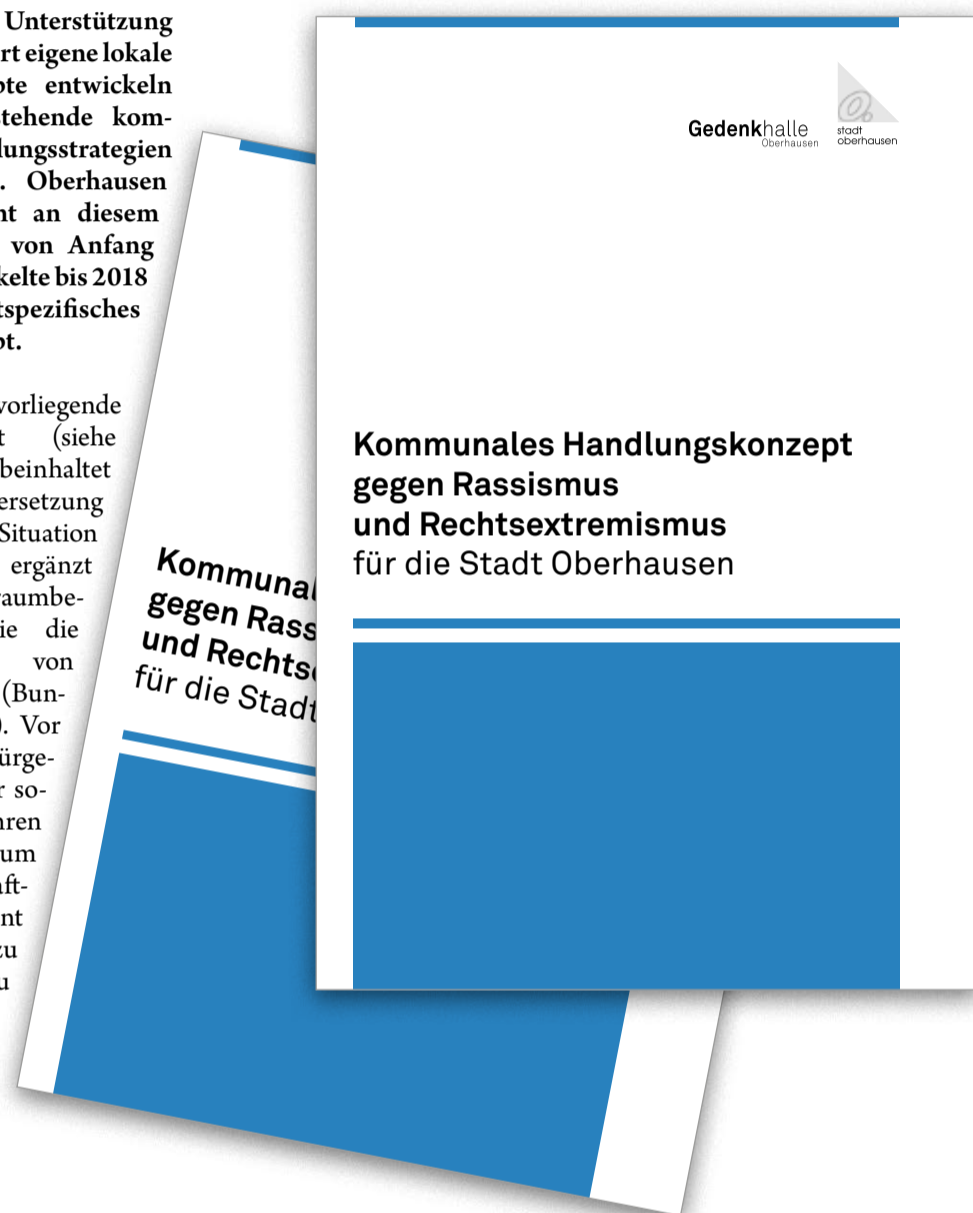 Unterstützung
rt eigene lokale
pte entwickeln
tehende kom-
lungsstrategien
. Oberhausen
nt an diesem
von Anfang
kelte bis 2018
tspezifisches
pt.
vorliegende
t (siehe
beinhaltet
ersetzung
Situation
ergänzt
raumbe-
ie die
von
(Bun-
). Vor
ürge-
r so-
hren
um
aft-
nt
zu
u
Kommunal
gegen Rass
und Rechts
für die Stadt
Gedenkhalle
Oberhausen
stadt
oberhausen
Kommunales Handlungskonzept
gegen Rassismus
und Rechtsextremismus
für die Stadt Oberhausen